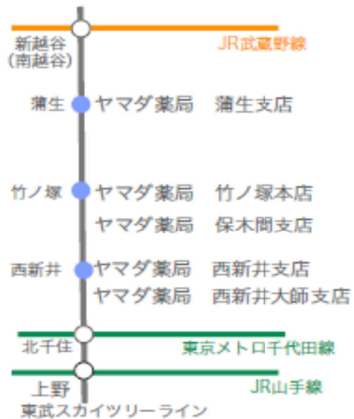 新越谷 JR武蔵野線
(南越谷)
蒲生 ヤマダ薬局 蒲生支店
竹ノ塚 ヤマダ薬局 竹ノ塚本店
ヤマダ薬局 保木間支店
西新井 ヤマダ薬局 西新井支店
ヤマダ薬局 西新井大師支店
北千住 東京メトロ千代田線
上野 JR山手線
東武スカイツリーライン